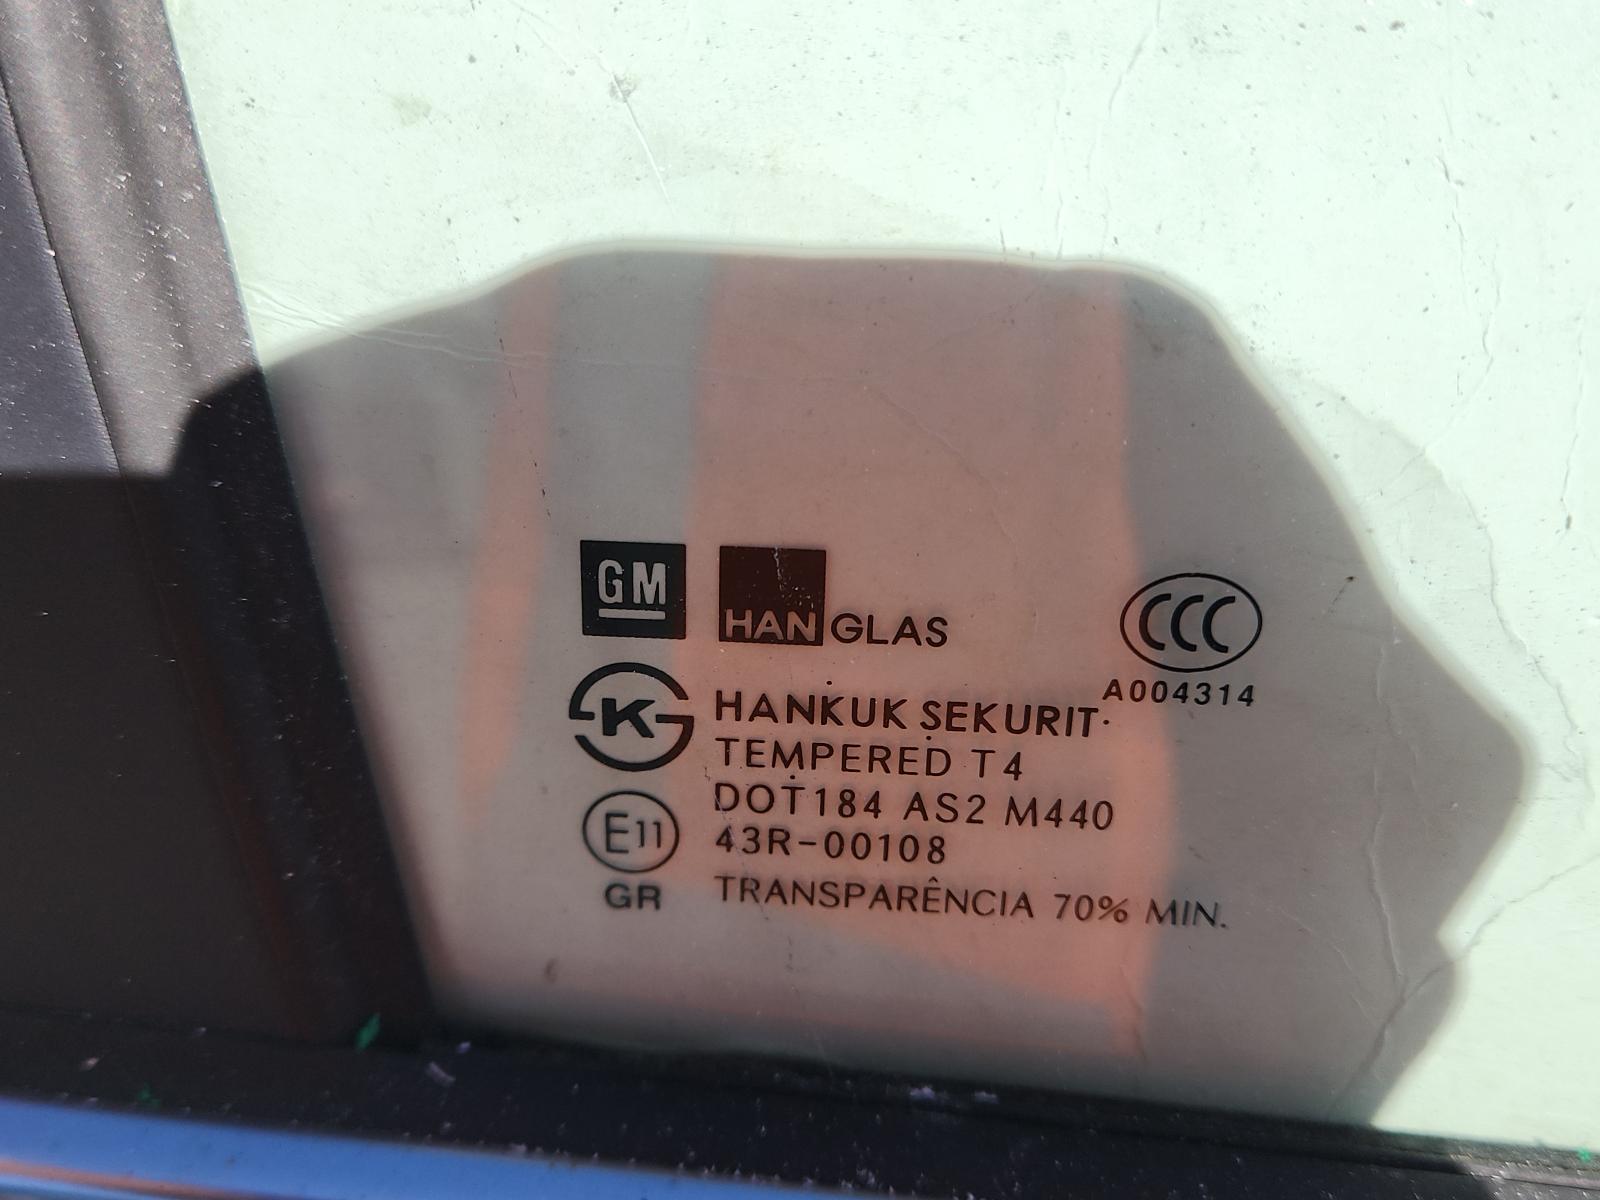 GM
HAN GLAS
CCC
A004314
K
HANKUK SEKURIT
TEMPERED T4
DOT184 AS2 M440
E11
43R-00108
GR
TRANSPARÊNCIA 70% MIN.